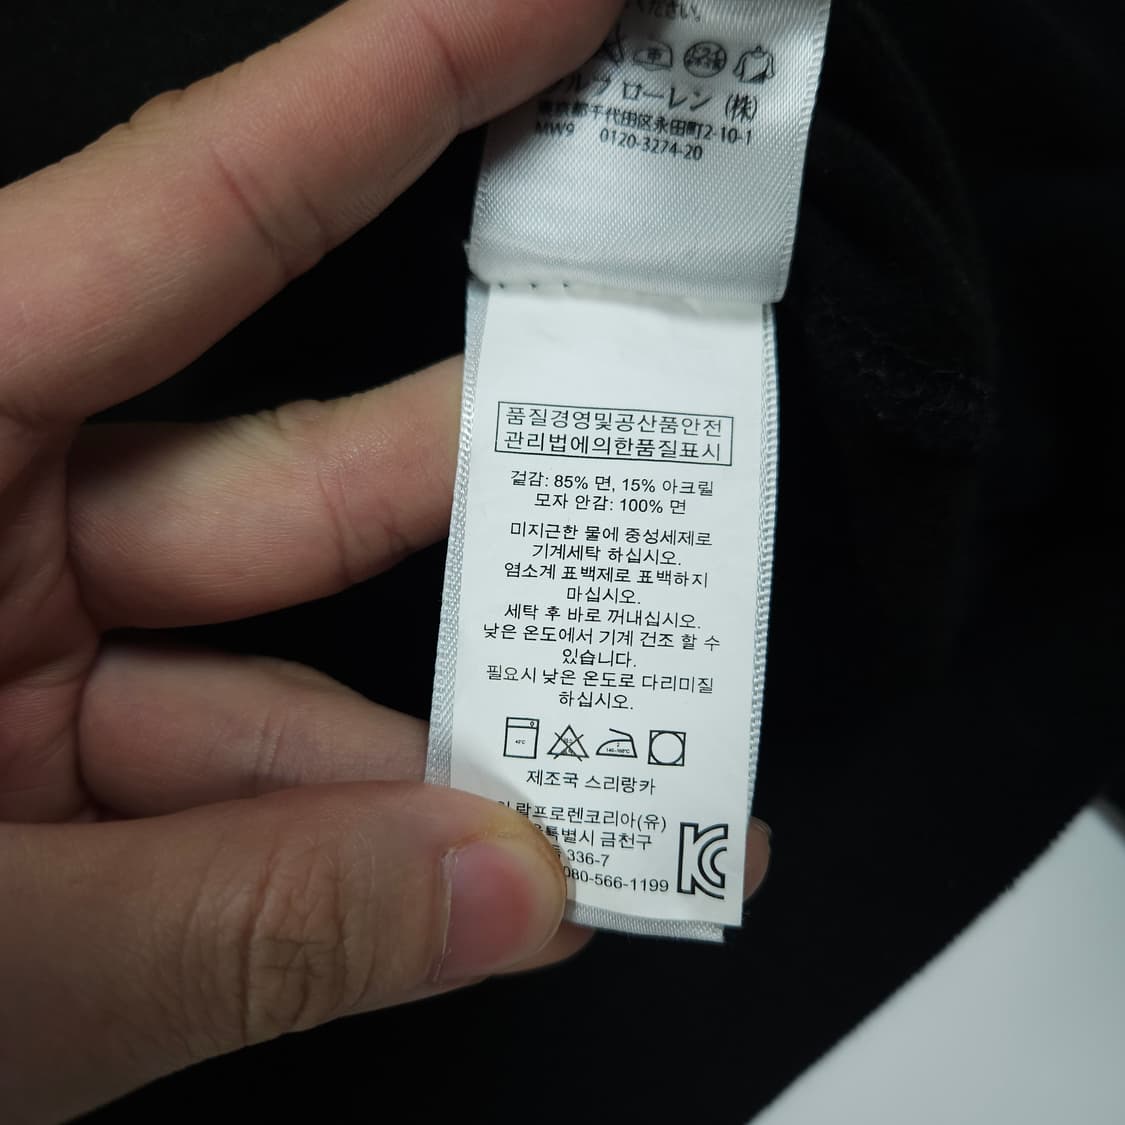 ください。
ローレン (株)
東京都千代田区永田町2-10-1
MW9 0120-3274-20
품질경영및공산품안전
관리법에의한품질표시
겉감: 85% 면, 15% 아크릴
모자 안감: 100% 면
미지근한 물에 중성세제로
기계세탁 하십시오.
염소계 표백제로 표백하지
마십시오.
세탁 후 바로 꺼내십시오.
낮은 온도에서 기계 건조 할 수
있습니다.
필요시 낮은 온도로 다리미질
하십시오.
제조국 스리랑카
랄프로렌코리아(유)
특별시 금천구
336-7
080-566-1199